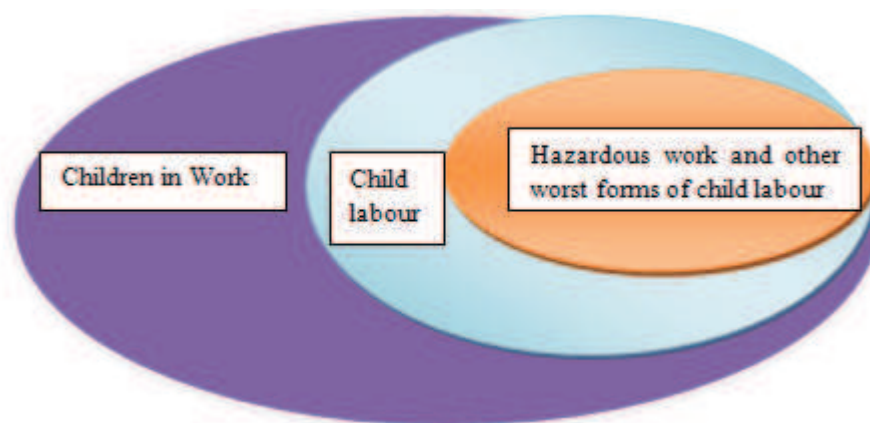 Children in Work
Child
labour
Hazardous work and other
worst forms of child labour